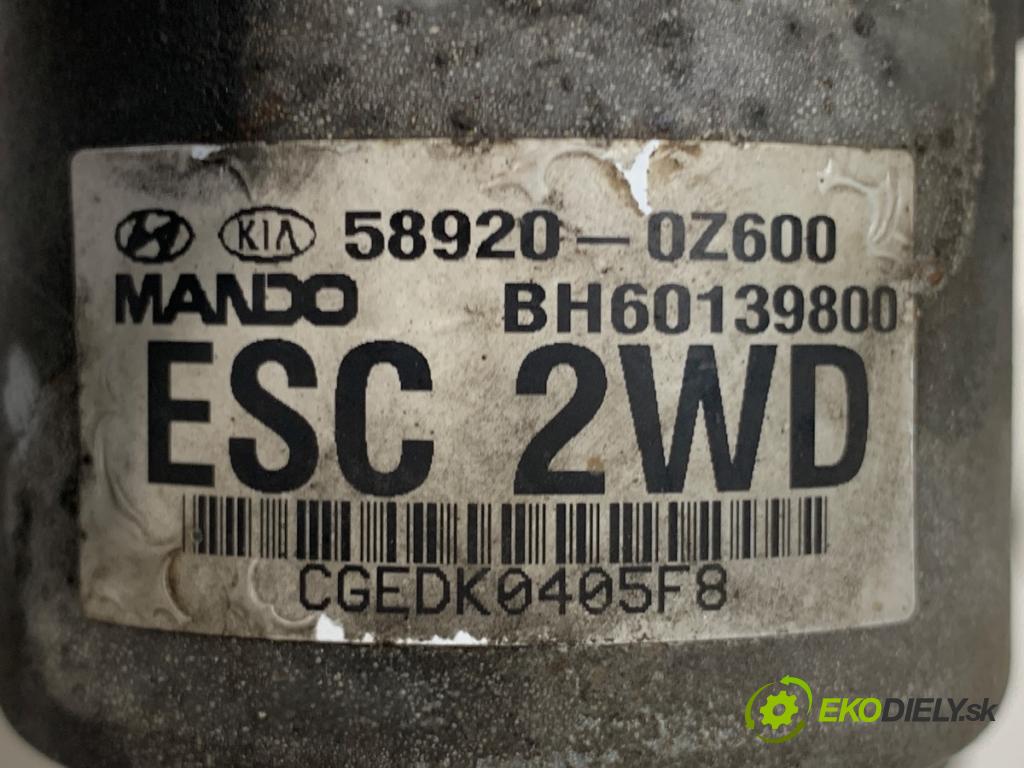 KIA 58920-0Z600
MANDO BH60139800
ESC 2WD
CGEDK0405F8
EKODIELY.sk